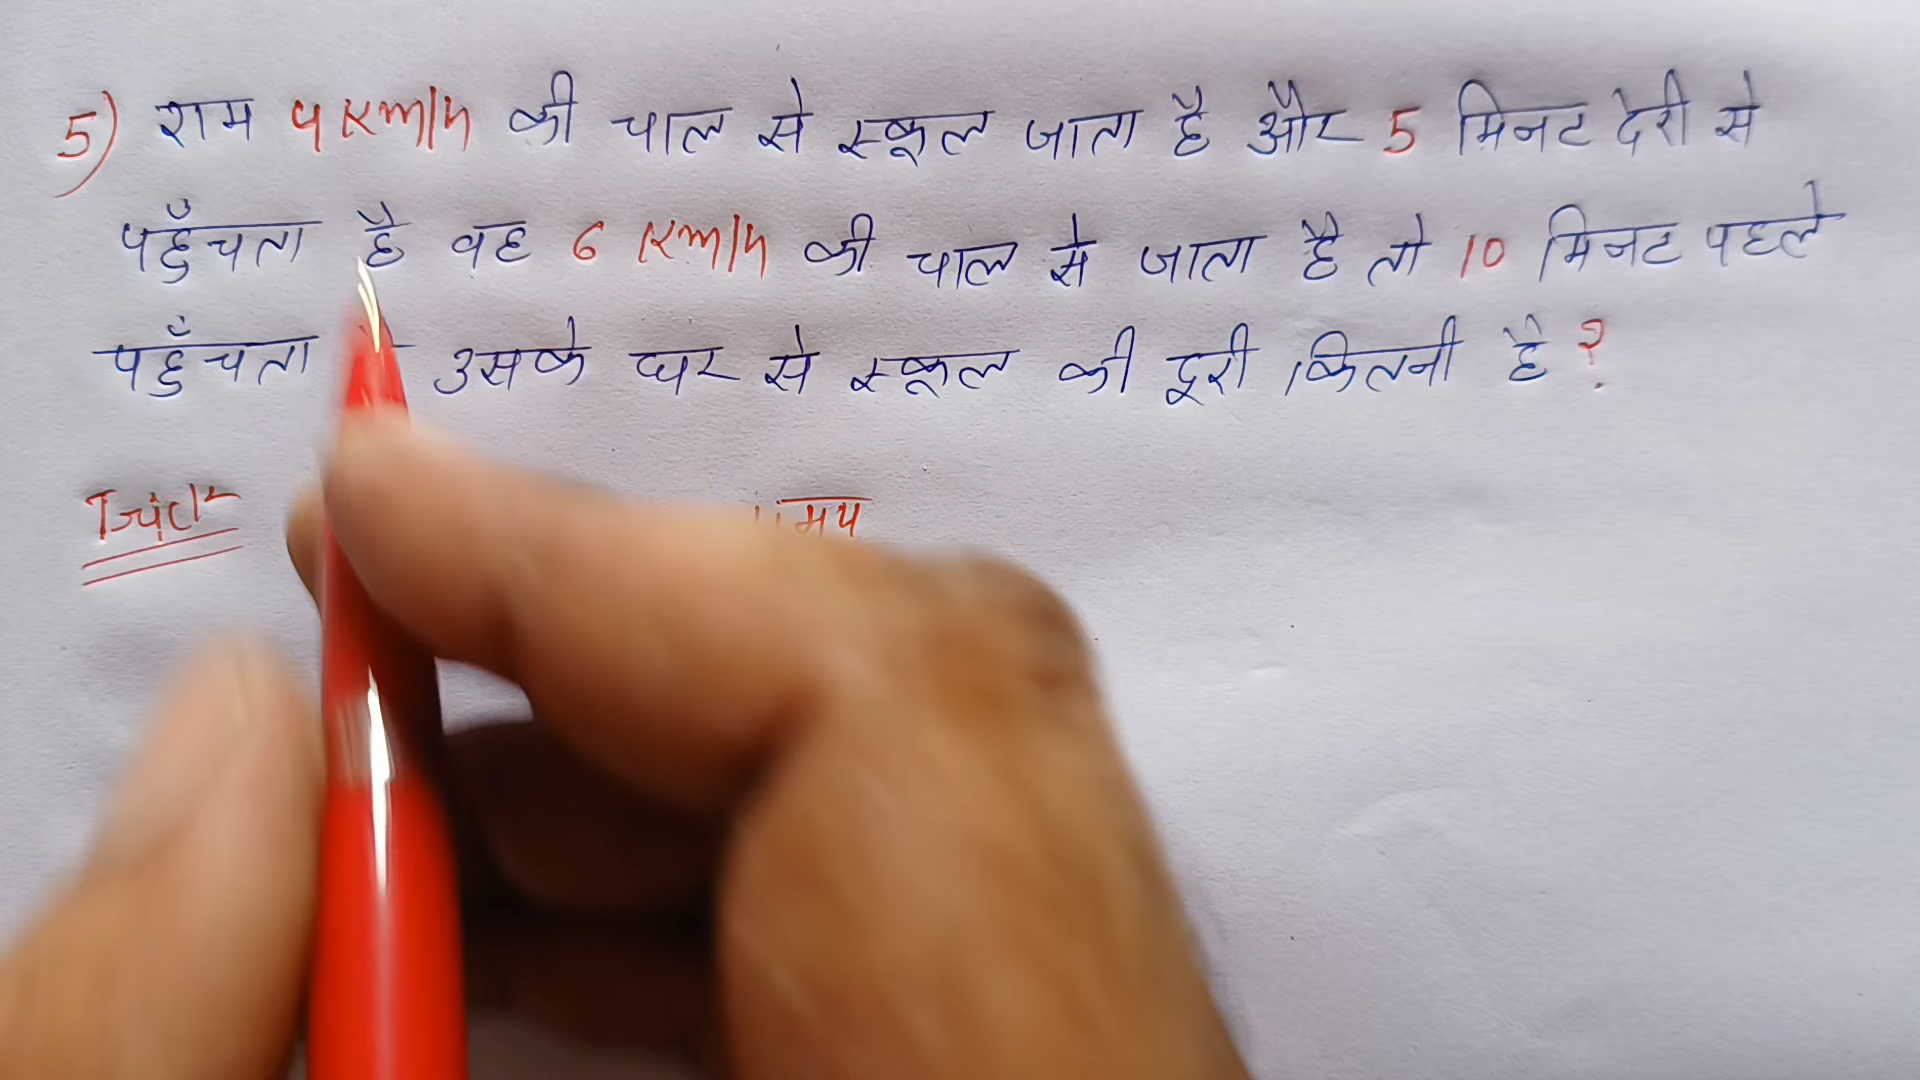 5) राम 4 km/h की चाल से स्कूल जाता है और 5 मिनट देरी से
पहुँचता है वह 6 km/h की चाल से जाता है तो 10 मिनट पहले
पहुँचता उसके घर से स्कूल की दूरी कितनी है ?
Trick